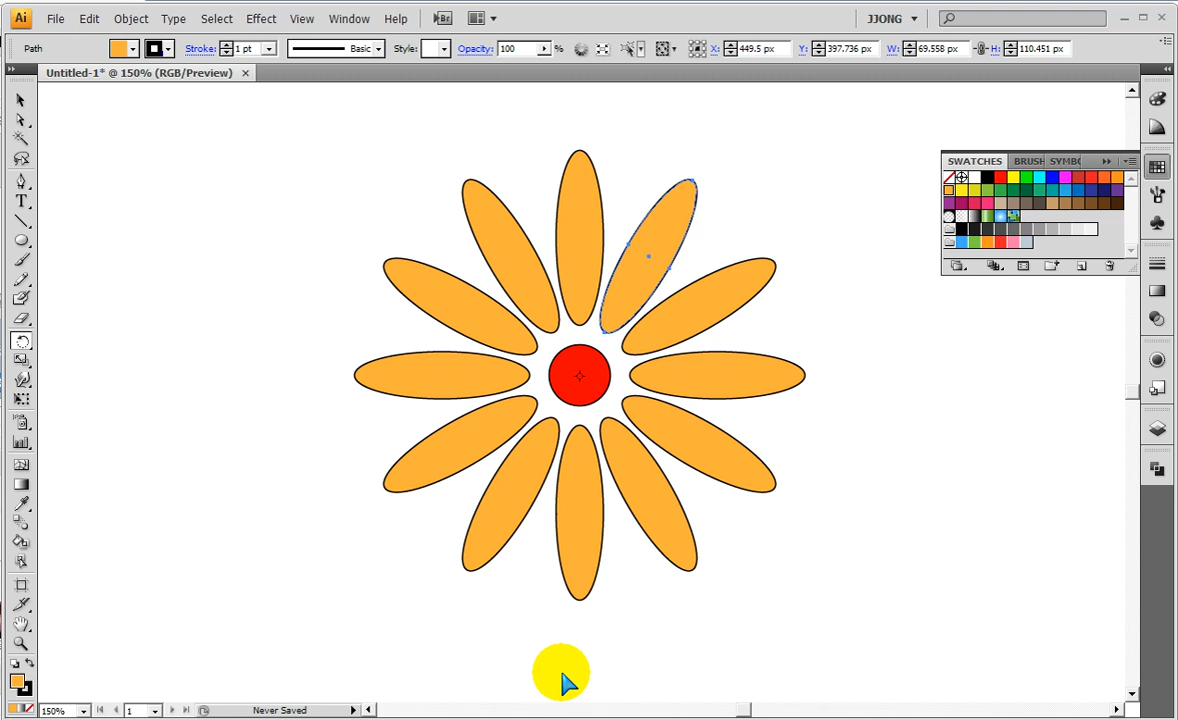 Ai File Edit Object Type Select Effect View Window Help Br JJONG
Path Stroke: 1 pt Basic Style: Opacity: 100 % X: 449.5 px Y: 397.736 px W: 69.558 px H: 110.451 px
Untitled-1* @ 150% (RGB/Preview)
SWATCHES BRUSH SYMBO
T
150% 1 Never Saved